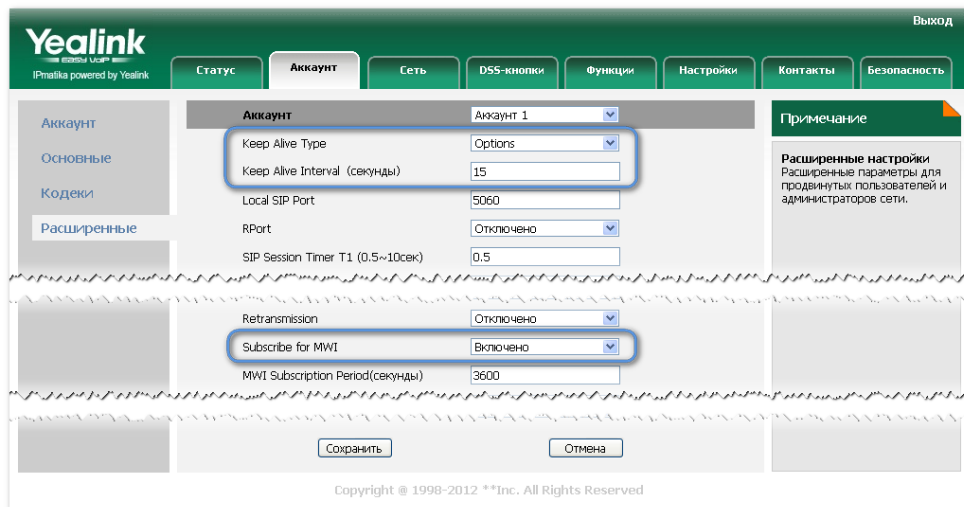 Выход
Yealink
EASY VoIP
IPmatika powered by Yealink
Статус
Аккаунт
Сеть
DSS-кнопки
Функции
Настройки
Контакты
Безопасность
Аккаунт
Основные
Кодеки
Расширенные
Аккаунт Аккаунт 1
Keep Alive Type Options
Keep Alive Interval (секунды) 15
Local SIP Port 5060
RPort Отключено
SIP Session Timer T1 (0.5~10сек) 0.5
Retransmission Отключено
Subscribe for MWI Включено
MWI Subscription Period(секунды) 3600
Сохранить
Отмена
Примечание
Расширенные настройки
Расширенные параметры для
продвинутых пользователей и
администраторов сети.
Copyright @ 1998-2012 **Inc. All Rights Reserved